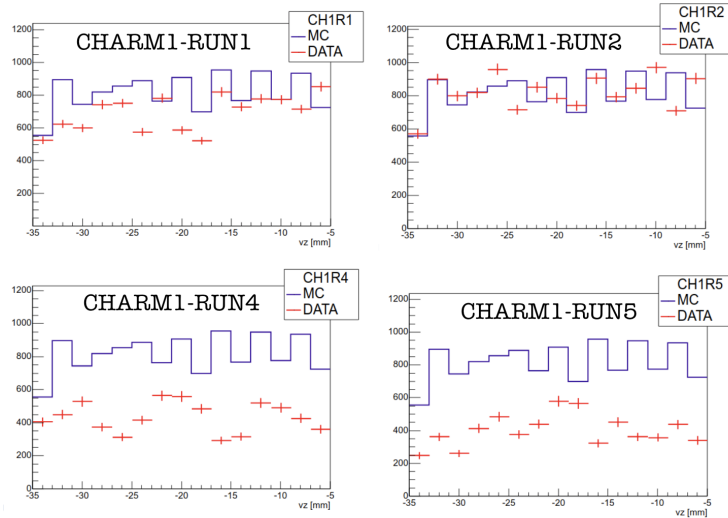 CHARM1-RUN1
CH1R1
MC
DATA
1200
1000
800
600
400
200
0
-35 -30 -25 -20 -15 -10 -5
vz [mm]
CHARM1-RUN2
CH1R2
MC
DATA
1200
1000
800
600
400
200
0
-35 -30 -25 -20 -15 -10 -5
vz [mm]
CHARM1-RUN4
CH1R4
MC
DATA
1200
1000
800
600
400
200
0
-35 -30 -25 -20 -15 -10 -5
vz [mm]
CHARM1-RUN5
CH1R5
MC
DATA
1200
1000
800
600
400
200
0
-35 -30 -25 -20 -15 -10 -5
vz [mm]